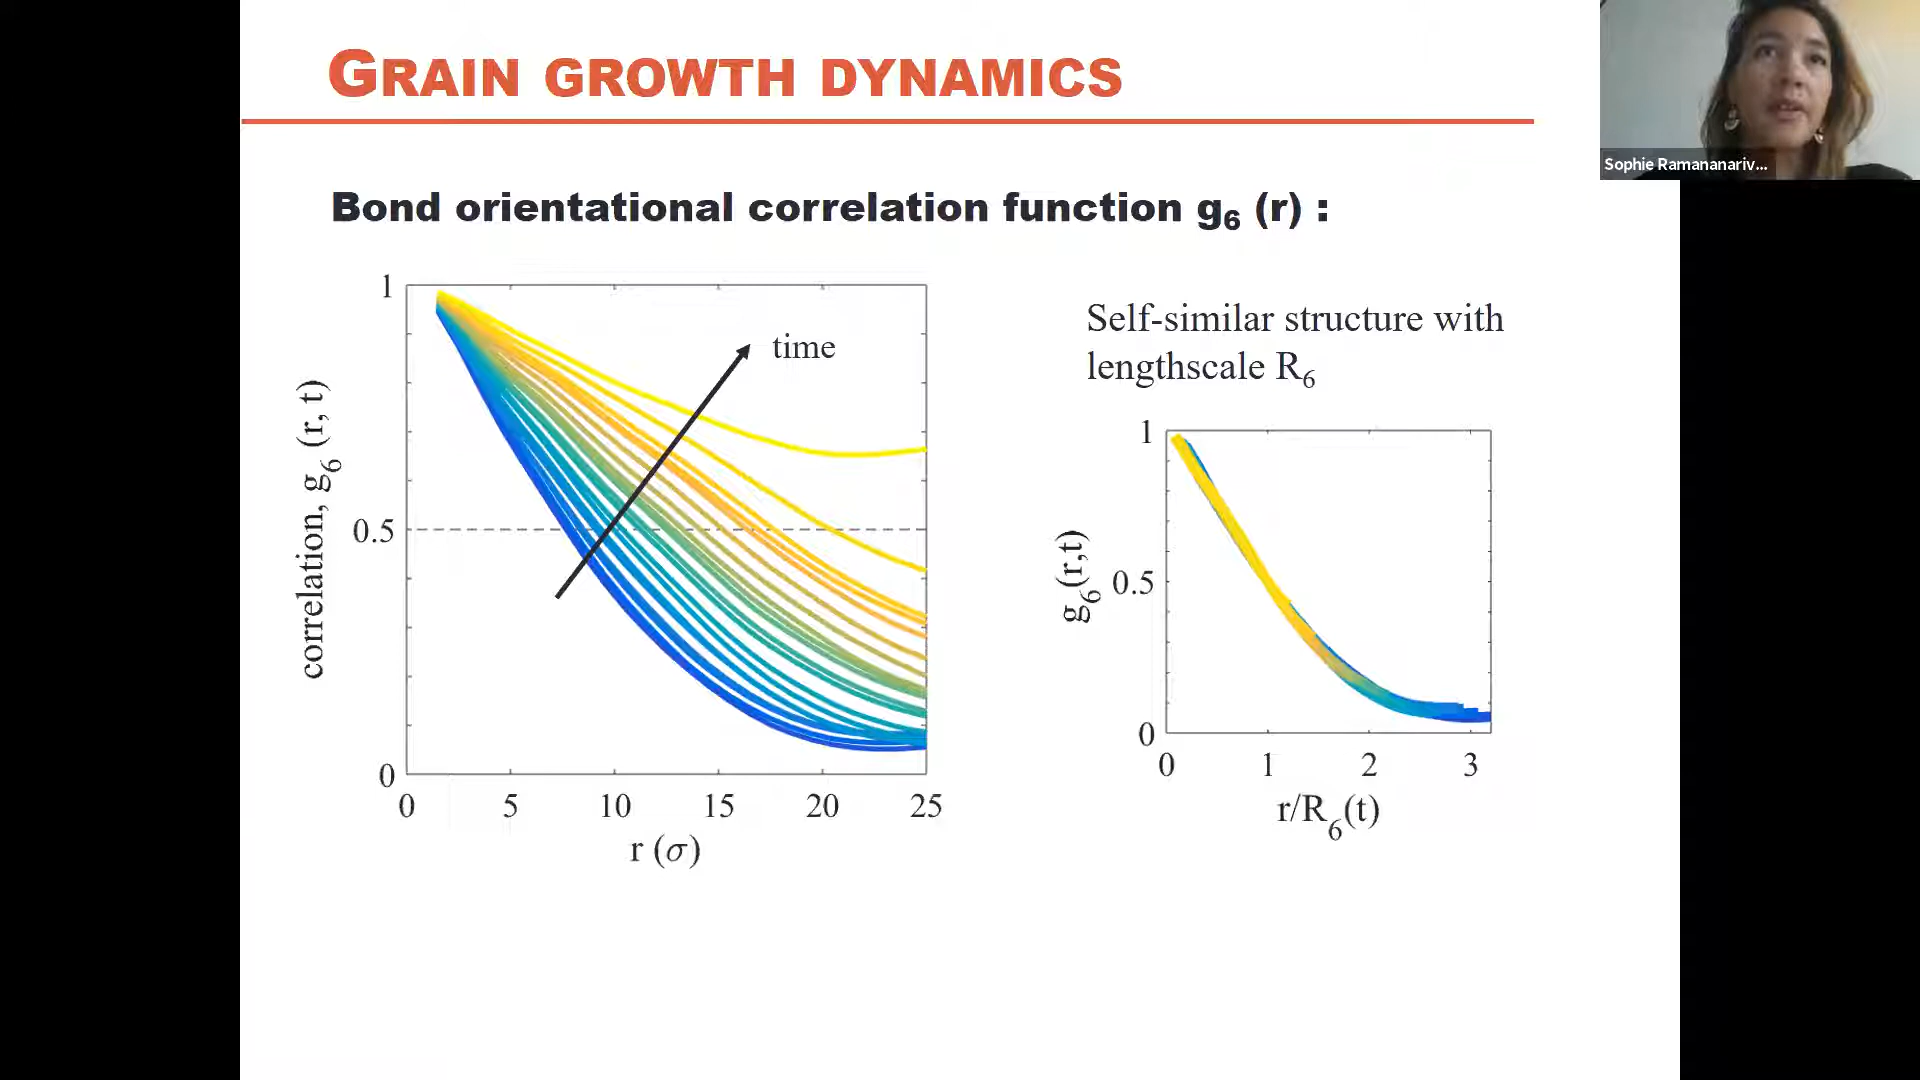 GRAIN GROWTH DYNAMICS
Sophie Ramananariv...
Bond orientational correlation function g6 (r) :
1
time
correlation, g6 (r, t)
0.5
0
0 5 10 15 20 25
r (σ)
Self-similar structure with
lengthscale R6
1
g6(r,t)
0.5
0
0 1 2 3
r/R6(t)